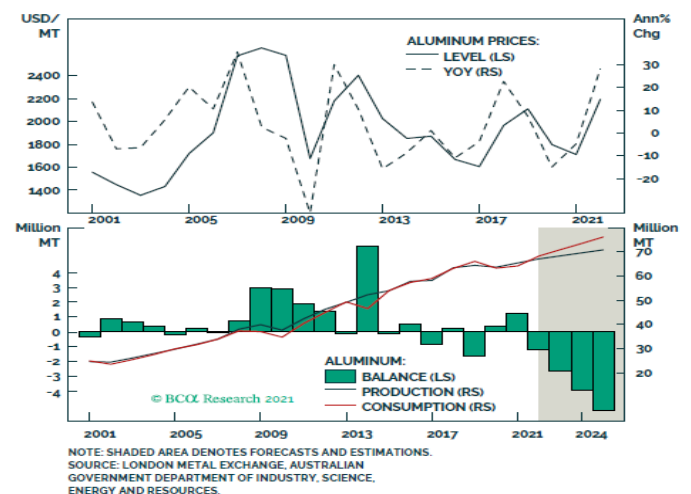 USD/ Ann%
MT Chg
ALUMINUM PRICES:
LEVEL (LS)
YOY (RS)
2400
2200
2000
1800
1600
1400
30
20
10
0
-10
-20
2001 2005 2009 2013 2017 2021
Million Million
MT MT
4
3
2
1
0
-1
-2
-3
-4
70
60
50
40
30
20
ALUMINUM:
BALANCE (LS)
PRODUCTION (RS)
CONSUMPTION (RS)
© BCα Research 2021
2001 2005 2009 2013 2017 2021 2024
NOTE: SHADED AREA DENOTES FORECASTS AND ESTIMATIONS.
SOURCE: LONDON METAL EXCHANGE, AUSTRALIAN
GOVERNMENT DEPARTMENT OF INDUSTRY, SCIENCE,
ENERGY AND RESOURCES.